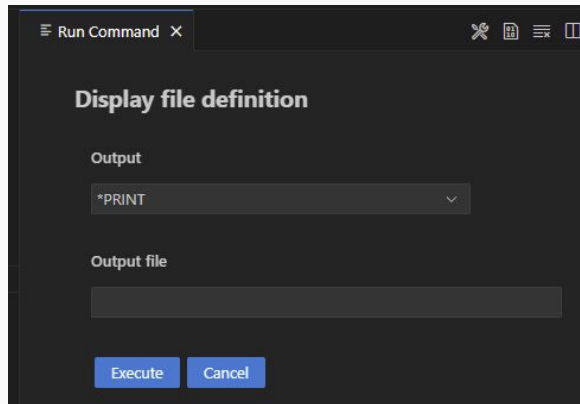 Run Command
Display file definition
Output
*PRINT
Output file
Execute Cancel